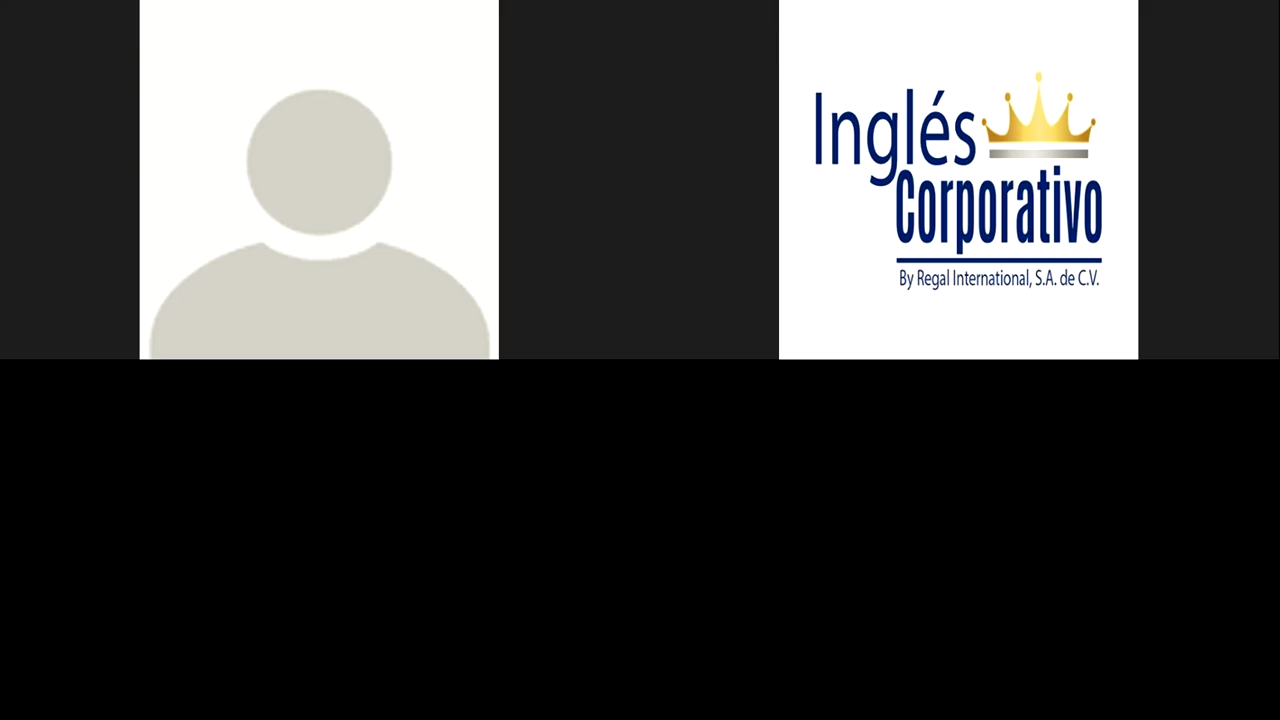 Inglés
Corporativo
By Regal International, S.A. de C.V.